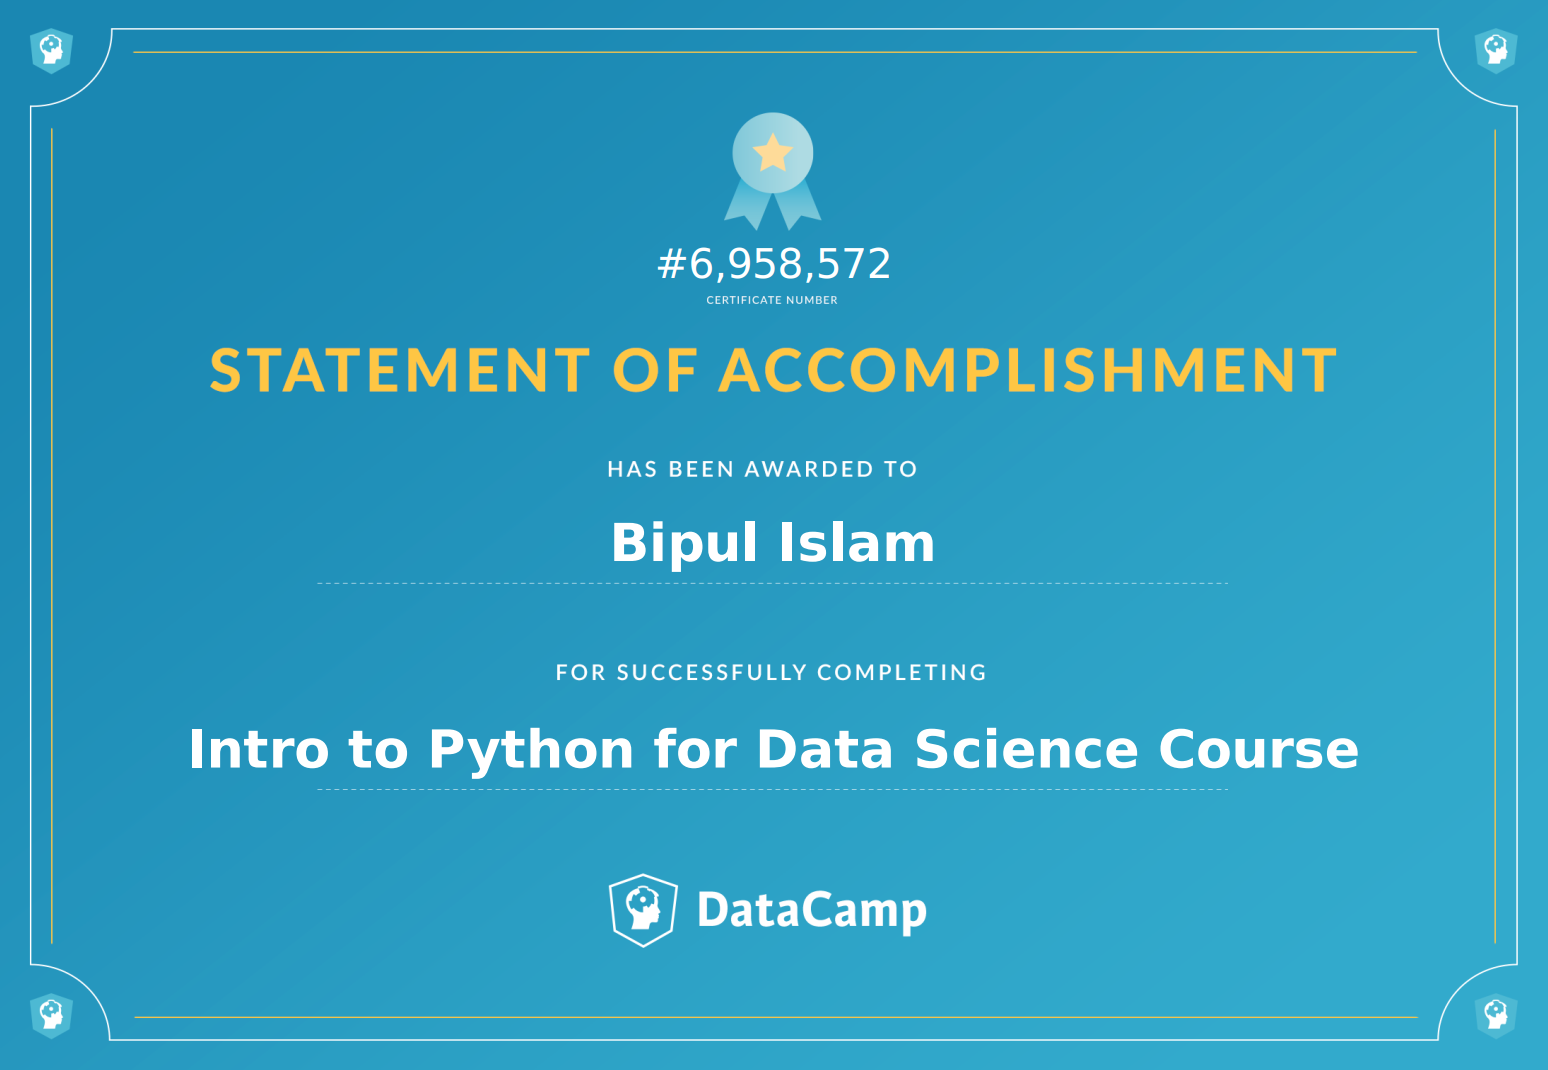 #6,958,572
CERTIFICATE NUMBER
STATEMENT OF ACCOMPLISHMENT
HAS BEEN AWARDED TO
Bipul Islam
FOR SUCCESSFULLY COMPLETING
Intro to Python for Data Science Course
DataCamp